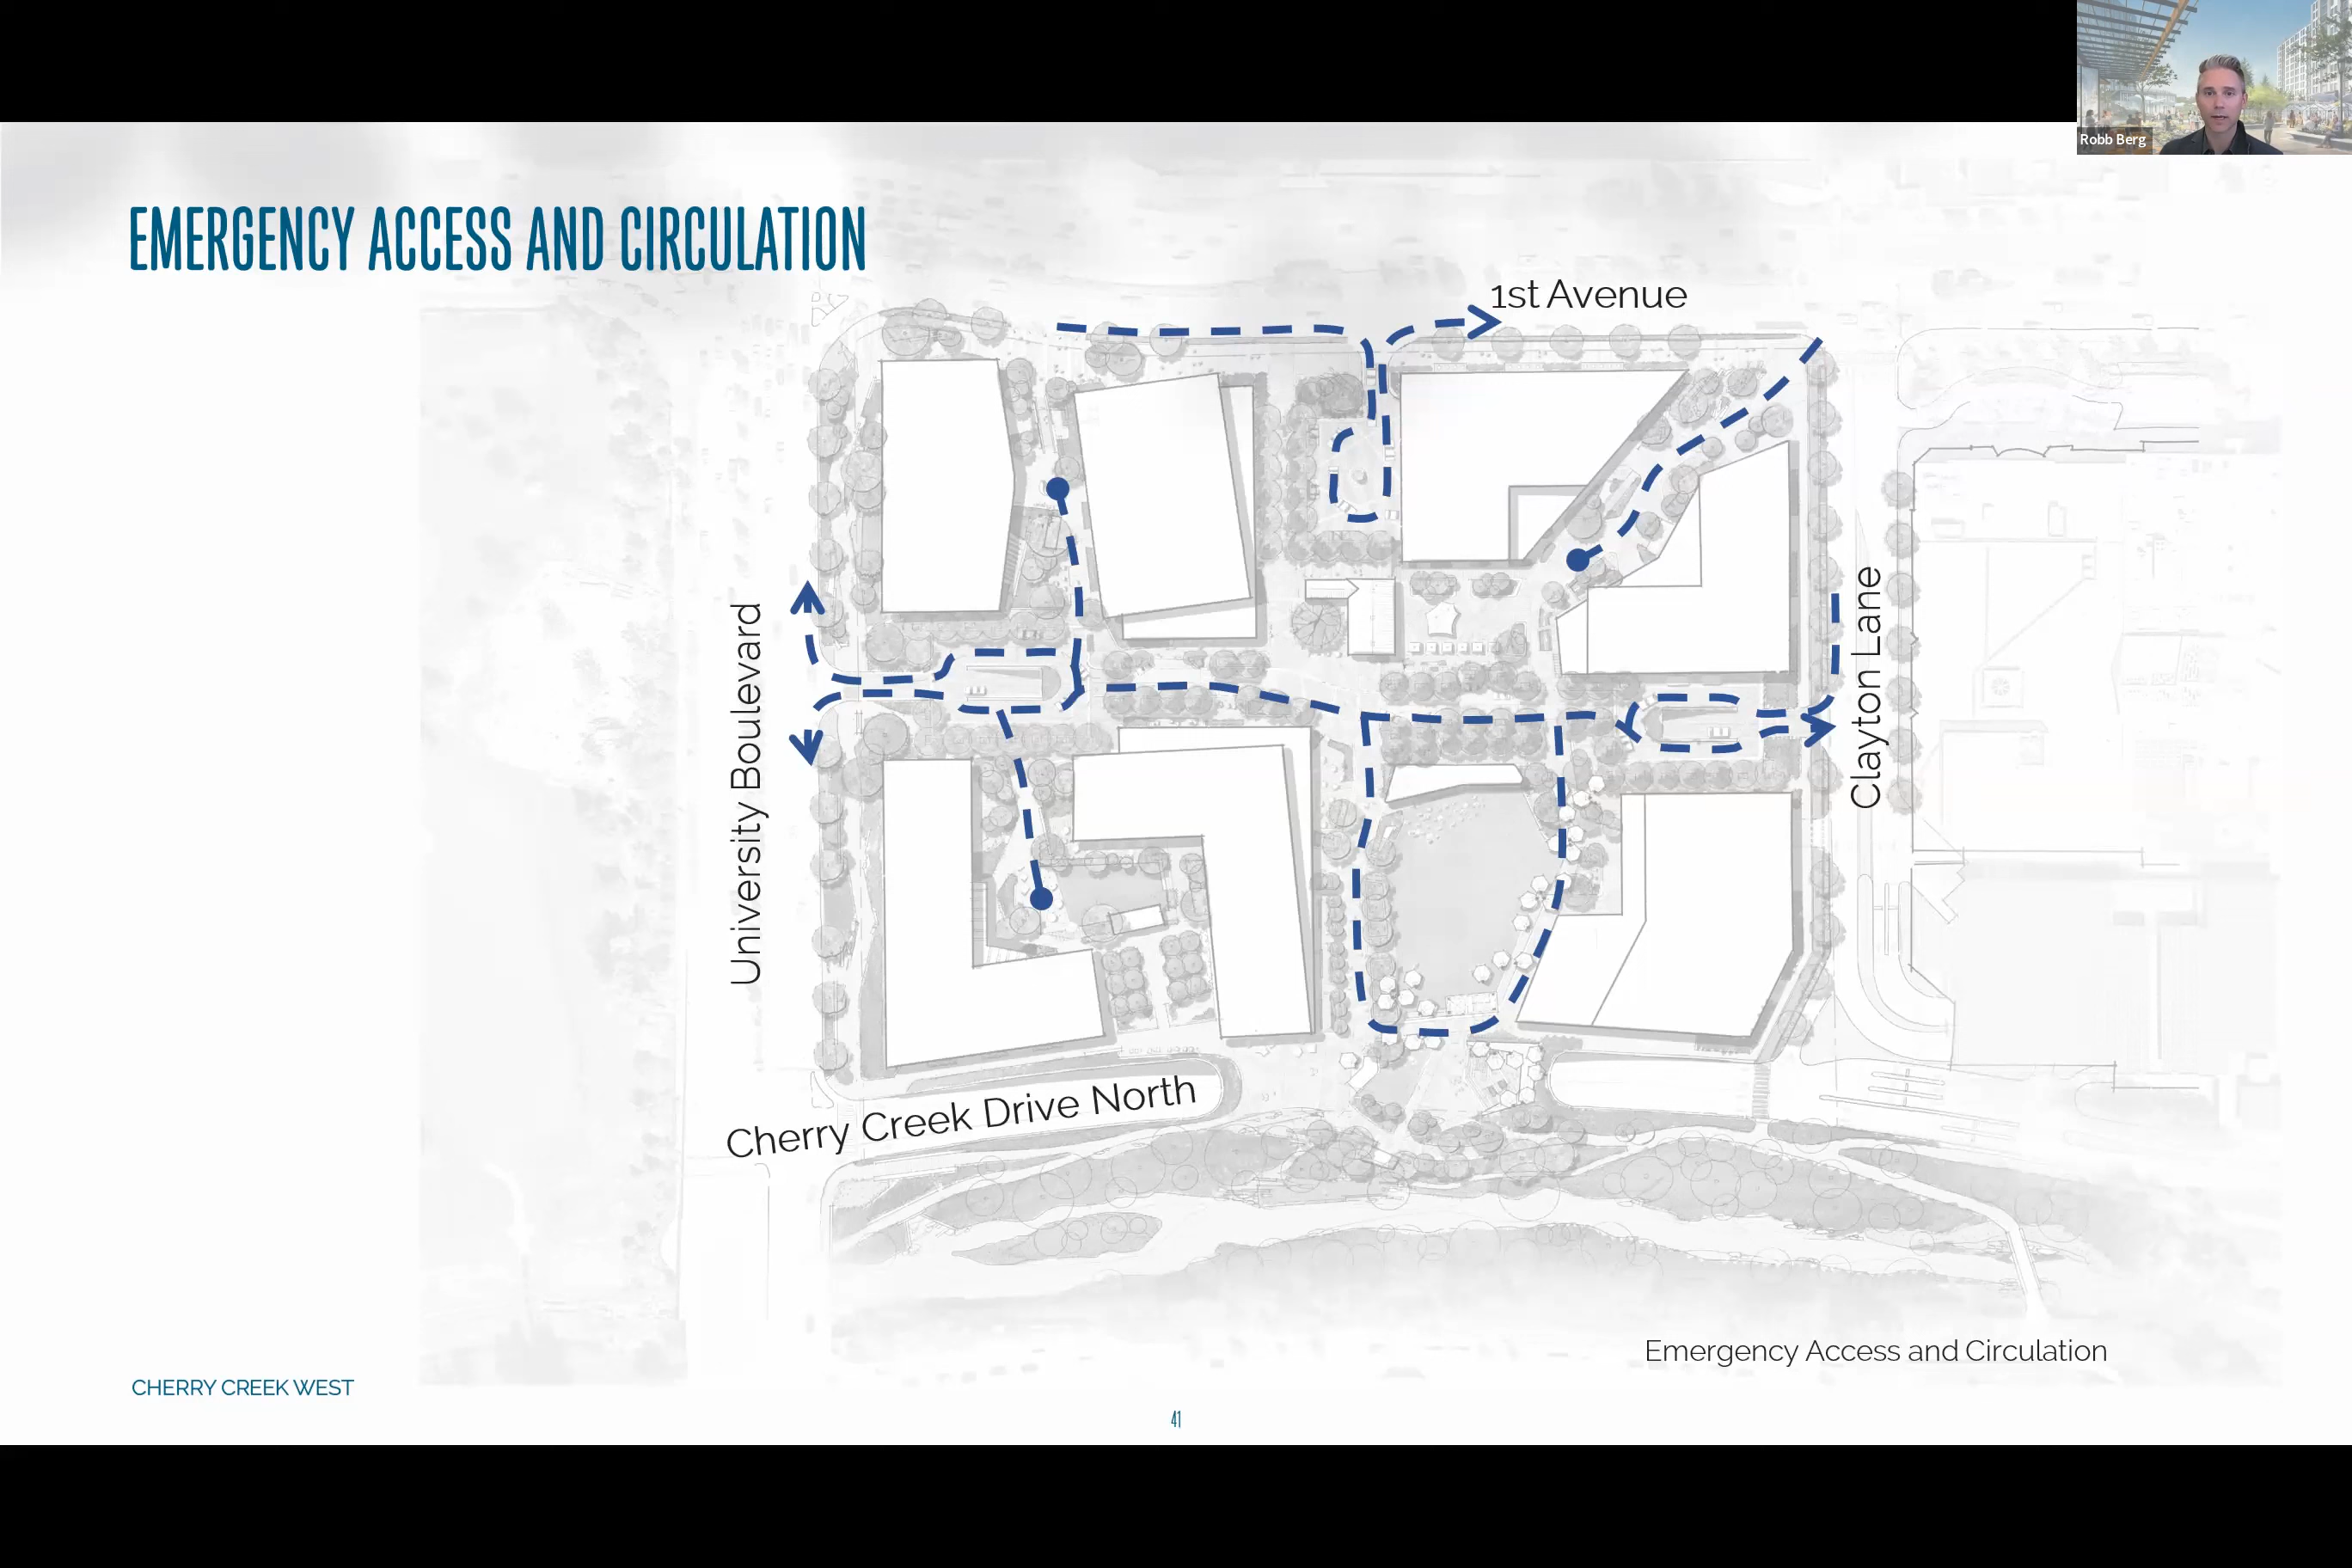 Robb Berg
EMERGENCY ACCESS AND CIRCULATION
1st Avenue
University Boulevard
Clayton Lane
Cherry Creek Drive North
Emergency Access and Circulation
CHERRY CREEK WEST
41